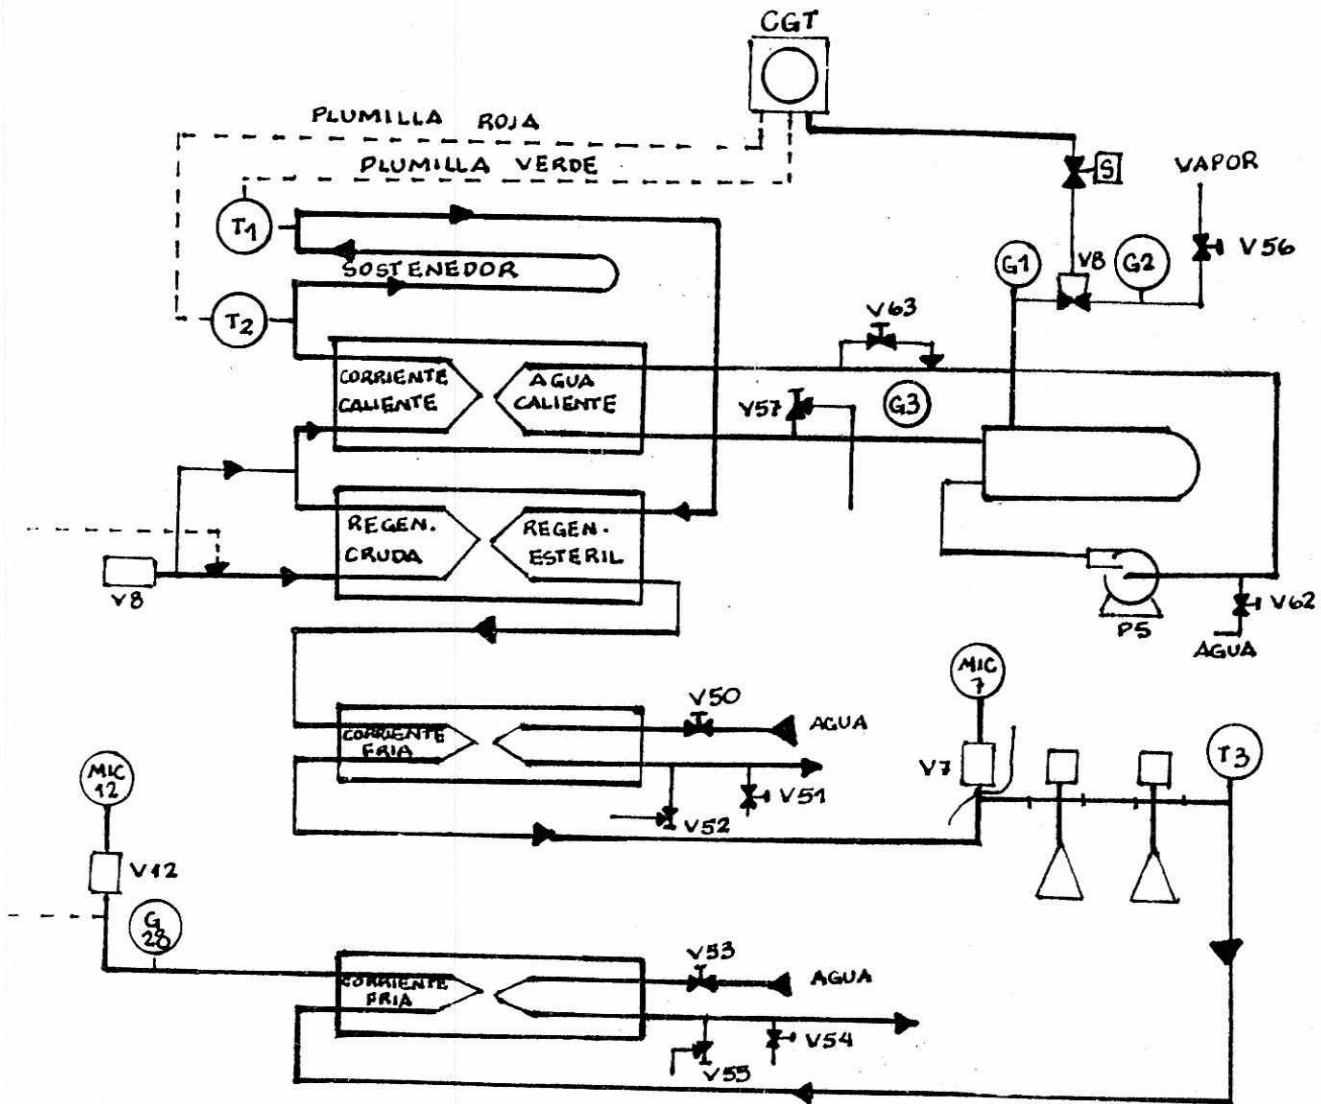 CGT
PLUMILLA ROJA
PLUMILLA VERDE
S
VAPOR
T1
V56
G1
V8
G2
SOSTENEDOR
T2
V63
CORRIENTE
CALIENTE
AGUA
CALIENTE
V57
G3
REGEN.
CRUDA
REGEN.
ESTERIL
V8
P5
V62
AGUA
MIC
7
V50
AGUA
CORRIENTE
FRIA
V7
T3
MIC
12
V51
V52
V12
G
28
V53
AGUA
CORRIENTE
FRIA
V54
V55